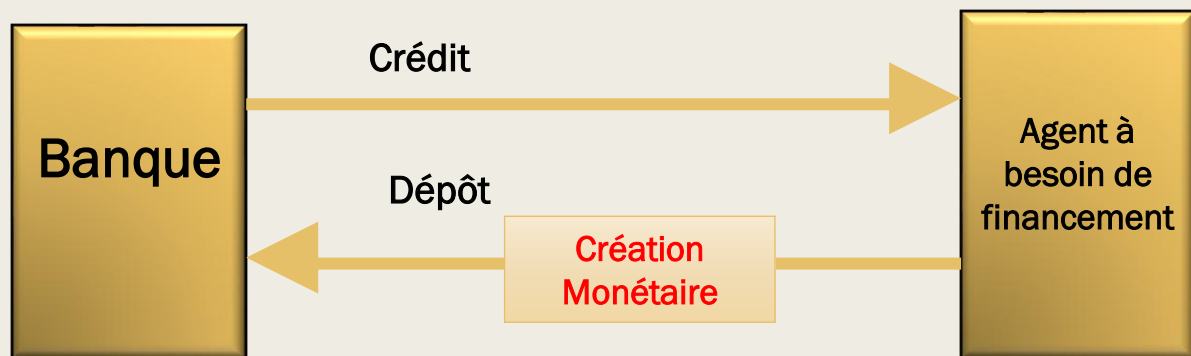 Banque
Crédit
Dépôt
Création
Monétaire
Agent à
besoin de
financement